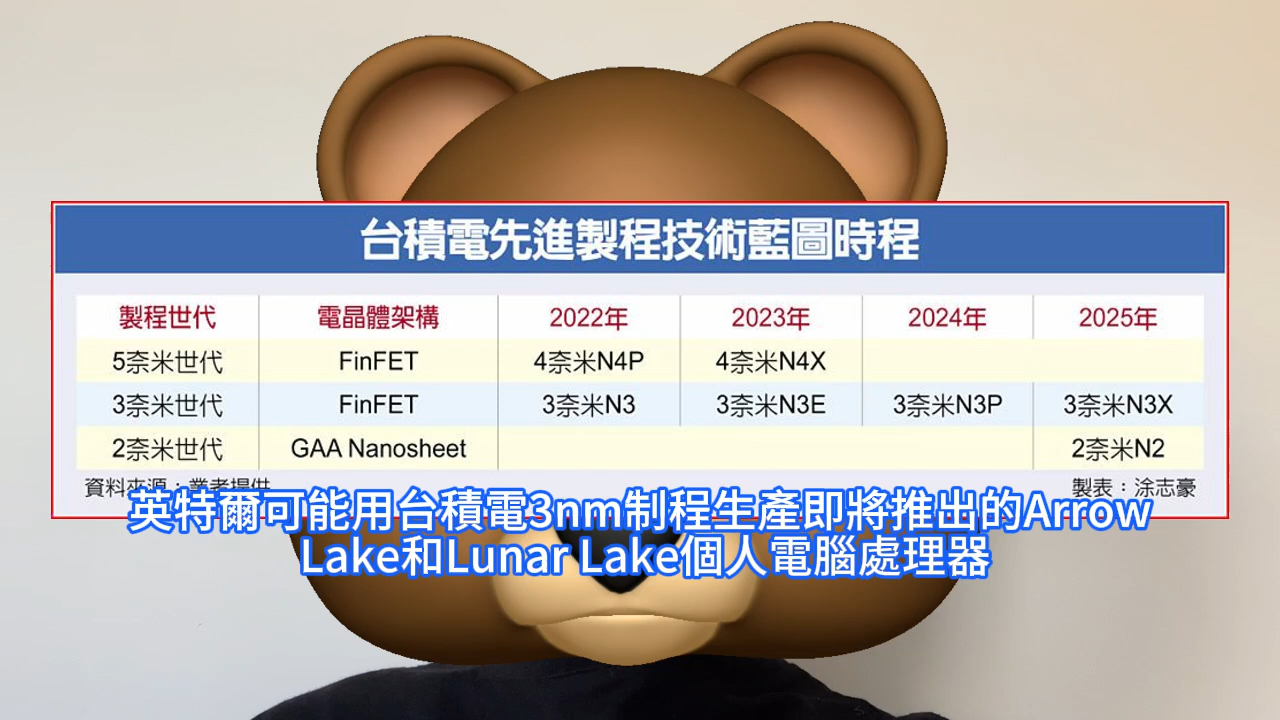 台積電先進製程技術藍圖時程
製程世代 電晶體架構 2022年 2023年 2024年 2025年
5奈米世代 FinFET 4奈米N4P 4奈米N4X
3奈米世代 FinFET 3奈米N3 3奈米N3E 3奈米N3P 3奈米N3X
2奈米世代 GAA Nanosheet 2奈米N2
資料來源：業者提供 製表：涂志豪
英特爾可能用台積電3nm制程生產即將推出的Arrow
Lake和Lunar Lake個人電腦處理器